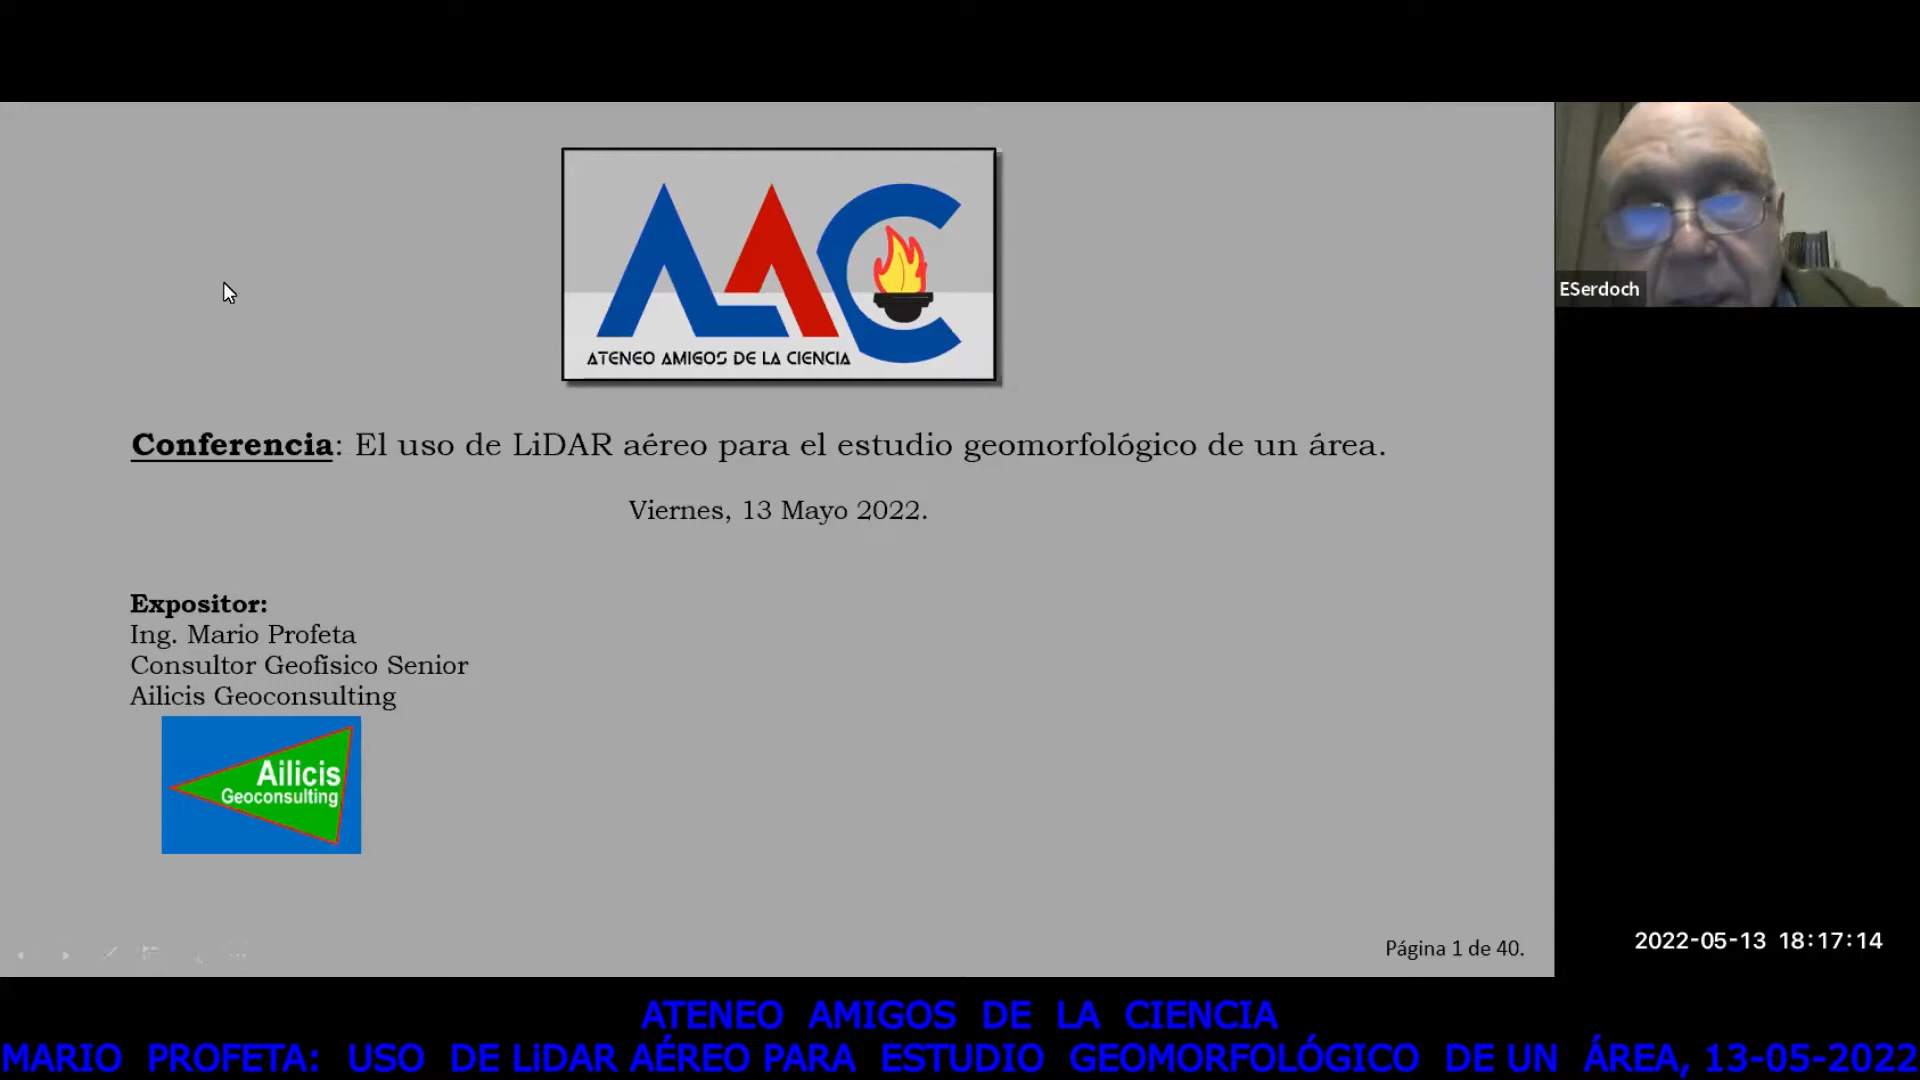 AAC
ATENEO AMIGOS DE LA CIENCIA
Conferencia: El uso de LiDAR aéreo para el estudio geomorfológico de un área.
Viernes, 13 Mayo 2022.
Expositor:
Ing. Mario Profeta
Consultor Geofísico Senior
Ailicis Geoconsulting
Ailicis
Geoconsulting
Página 1 de 40.
ESerdoch
2022-05-13 18:17:14
ATENEO AMIGOS DE LA CIENCIA
MARIO PROFETA: USO DE LiDAR AÉREO PARA ESTUDIO GEOMORFOLÓGICO DE UN ÁREA, 13-05-2022